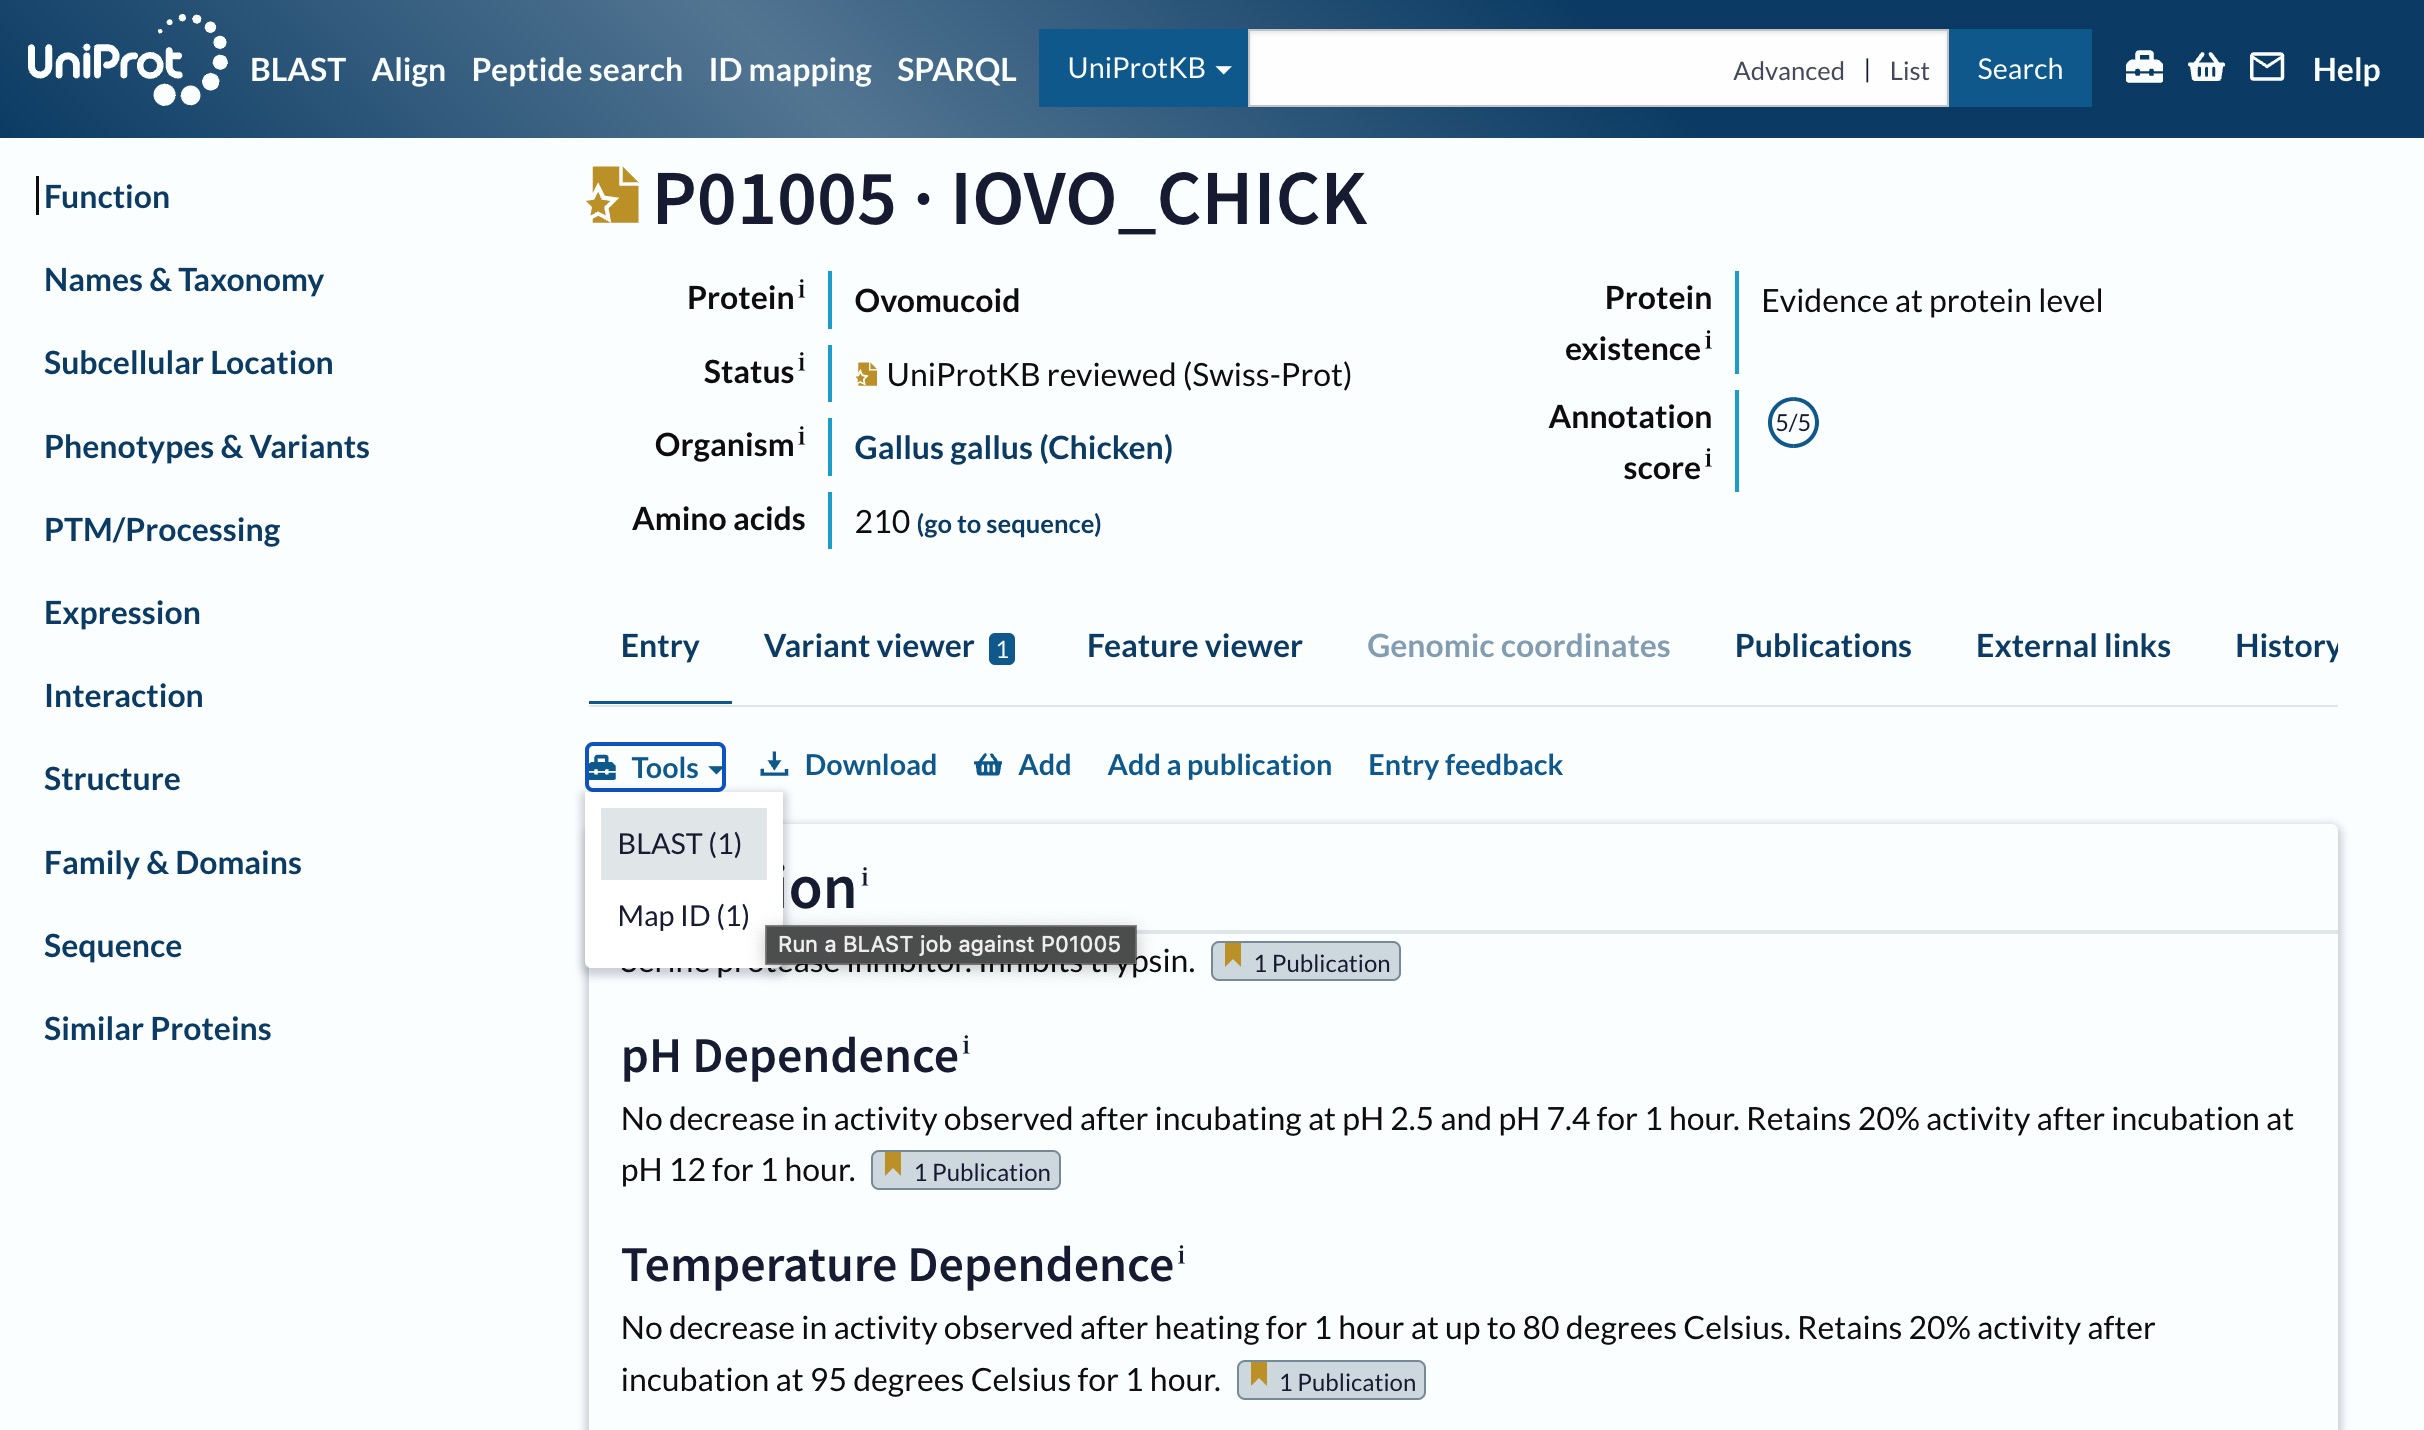 UniProt BLAST Align Peptide search ID mapping SPARQL UniProtKB Advanced | List Search Help
Function
Names & Taxonomy
Subcellular Location
Phenotypes & Variants
PTM/Processing
Expression
Interaction
Structure
Family & Domains
Sequence
Similar Proteins
P01005 · IOVO_CHICK
Protein i Ovomucoid
Status i UniProtKB reviewed (Swiss-Prot)
Organism i Gallus gallus (Chicken)
Amino acids 210 (go to sequence)
Protein
existence i Evidence at protein level
Annotation
score i 5/5
Entry Variant viewer 1 Feature viewer Genomic coordinates Publications External links History
Tools Download Add Add a publication Entry feedback
BLAST (1)
Map ID (1)
Run a BLAST job against P01005
ion i
Serine protease inhibitor. Inhibits trypsin. 1 Publication
pH Dependence i
No decrease in activity observed after incubating at pH 2.5 and pH 7.4 for 1 hour. Retains 20% activity after incubation at
pH 12 for 1 hour. 1 Publication
Temperature Dependence i
No decrease in activity observed after heating for 1 hour at up to 80 degrees Celsius. Retains 20% activity after
incubation at 95 degrees Celsius for 1 hour. 1 Publication